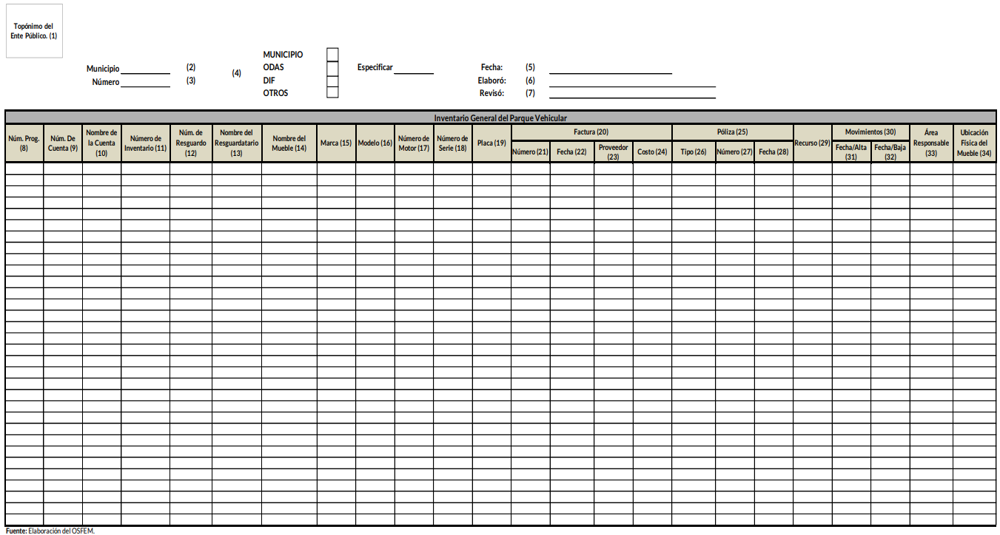 Topónimo del
Ente Público. (1)
MUNICIPIO
Municipio (2) (4) ODAS Especificar Fecha: (5)
Número (3) DIF Elaboró: (6)
OTROS Revisó: (7)
Inventario General del Parque Vehicular
Núm. Prog.
(8)
Núm. De
Cuenta (9)
Nombre de
la Cuenta
(10)
Número de
Inventario (11)
Núm. de
Resguardo
(12)
Nombre del
Resguardatario
(13)
Nombre del
Mueble (14)
Marca (15)
Modelo (16)
Número de
Motor (17)
Número de
Serie (18)
Placa (19)
Factura (20)
Número (21)
Fecha (22)
Proveedor
(23)
Costo (24)
Póliza (25)
Tipo (26)
Número (27)
Fecha (28)
Recurso (29)
Movimientos (30)
Fecha/Alta
(31)
Fecha/Baja
(32)
Área
Responsable
(33)
Ubicación
Física del
Mueble (34)
Fuente: Elaboración del OSFEM.